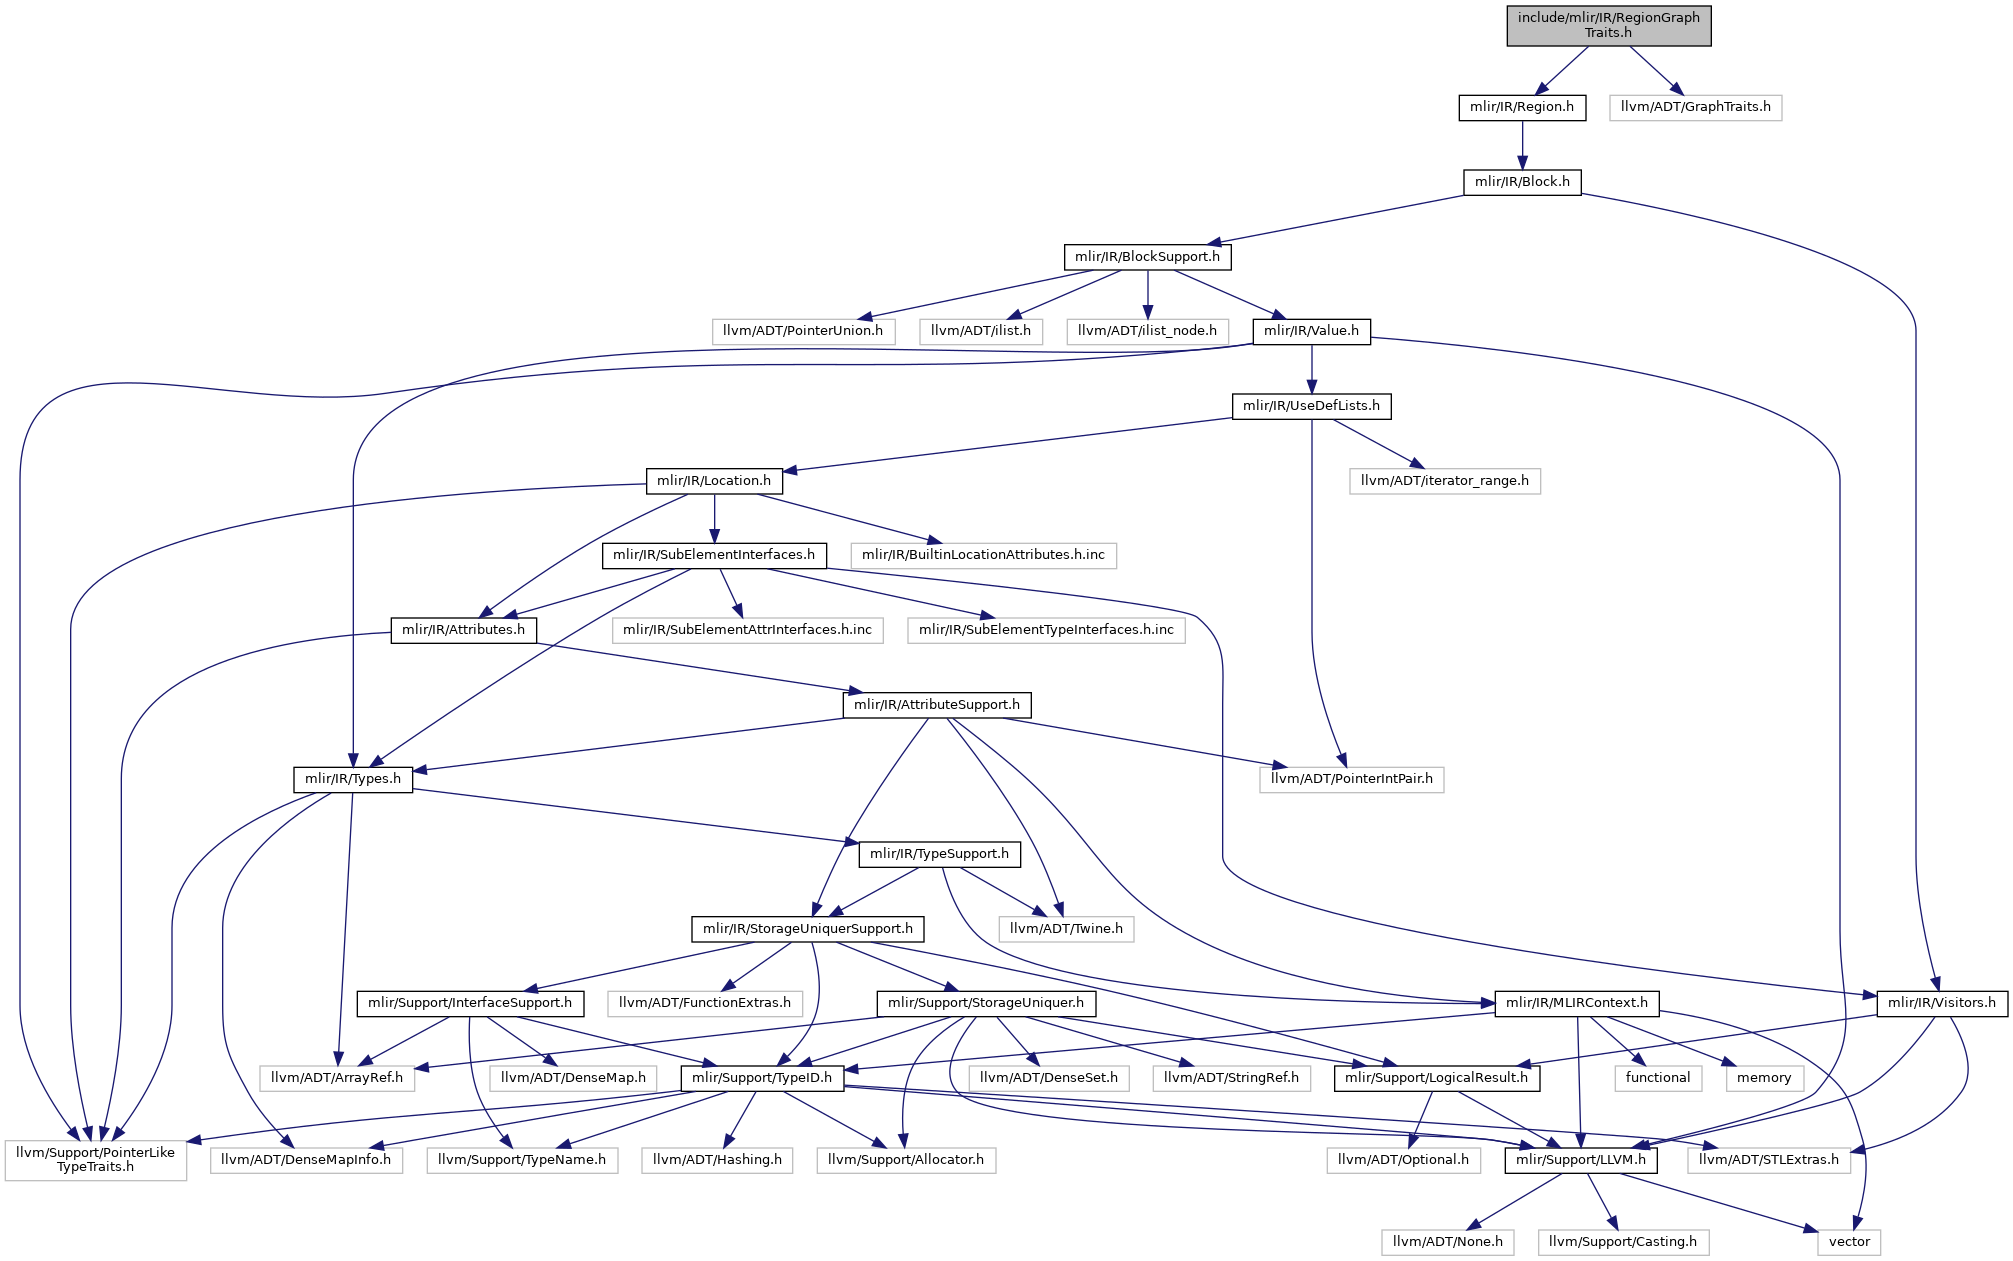 include/mlir/IR/RegionGraph
Traits.h
mlir/IR/Region.h
llvm/ADT/GraphTraits.h
mlir/IR/Block.h
mlir/IR/BlockSupport.h
llvm/ADT/PointerUnion.h
llvm/ADT/ilist.h
llvm/ADT/ilist_node.h
mlir/IR/Value.h
mlir/IR/UseDefLists.h
mlir/IR/Location.h
llvm/ADT/iterator_range.h
mlir/IR/SubElementInterfaces.h
mlir/IR/BuiltinLocationAttributes.h.inc
mlir/IR/Attributes.h
mlir/IR/SubElementAttrInterfaces.h.inc
mlir/IR/SubElementTypeInterfaces.h.inc
mlir/IR/AttributeSupport.h
mlir/IR/Types.h
llvm/ADT/PointerIntPair.h
mlir/IR/TypeSupport.h
mlir/IR/StorageUniquerSupport.h
llvm/ADT/Twine.h
mlir/Support/InterfaceSupport.h
llvm/ADT/FunctionExtras.h
mlir/Support/StorageUniquer.h
mlir/IR/MLIRContext.h
mlir/IR/Visitors.h
llvm/ADT/ArrayRef.h
llvm/ADT/DenseMap.h
mlir/Support/TypeID.h
llvm/ADT/DenseSet.h
llvm/ADT/StringRef.h
mlir/Support/LogicalResult.h
functional
memory
llvm/Support/PointerLike
TypeTraits.h
llvm/ADT/DenseMapInfo.h
llvm/Support/TypeName.h
llvm/ADT/Hashing.h
llvm/Support/Allocator.h
llvm/ADT/Optional.h
mlir/Support/LLVM.h
llvm/ADT/STLExtras.h
llvm/ADT/None.h
llvm/Support/Casting.h
vector